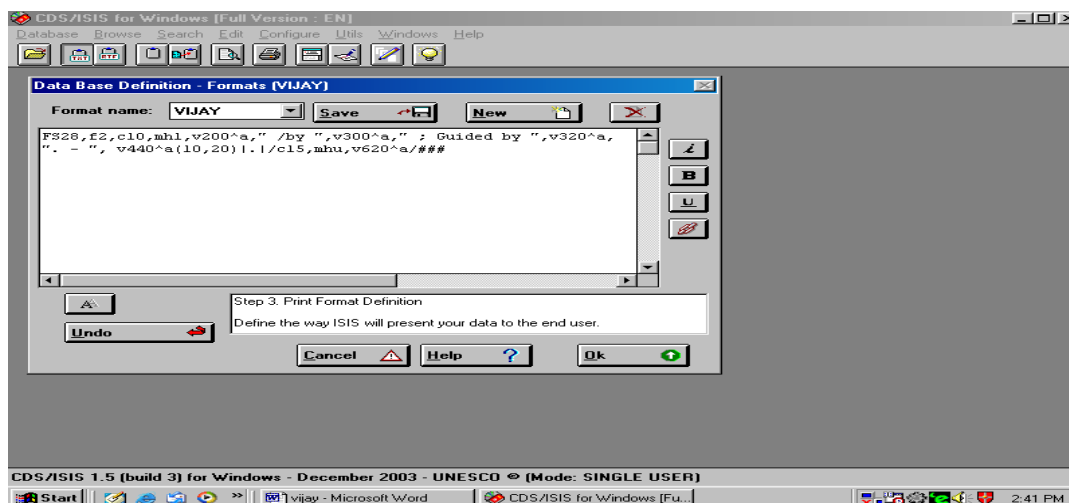 CDS/ISIS for Windows [Full Version : EN]
Database Browse Search Edit Configure Utils Windows Help
TXT RTF
Data Base Definition - Formats (VIJAY)
Format name: VIJAY Save New
FS28,f2,cl0,mhl,v200^a," /by ",v300^a," ; Guided by ",v320^a,
". - ", v440^a(10,20)|.|/cl5,mhu,v620^a/###
i
B
U
A
Step 3. Print Format Definition
Undo
Define the way ISIS will present your data to the end user.
Cancel Help ? Ok
CDS/ISIS 1.5 (build 3) for Windows - December 2003 - UNESCO © (Mode: SINGLE USER)
Start » vijay - Microsoft Word CDS/ISIS for Windows [Fu... 2:41 PM